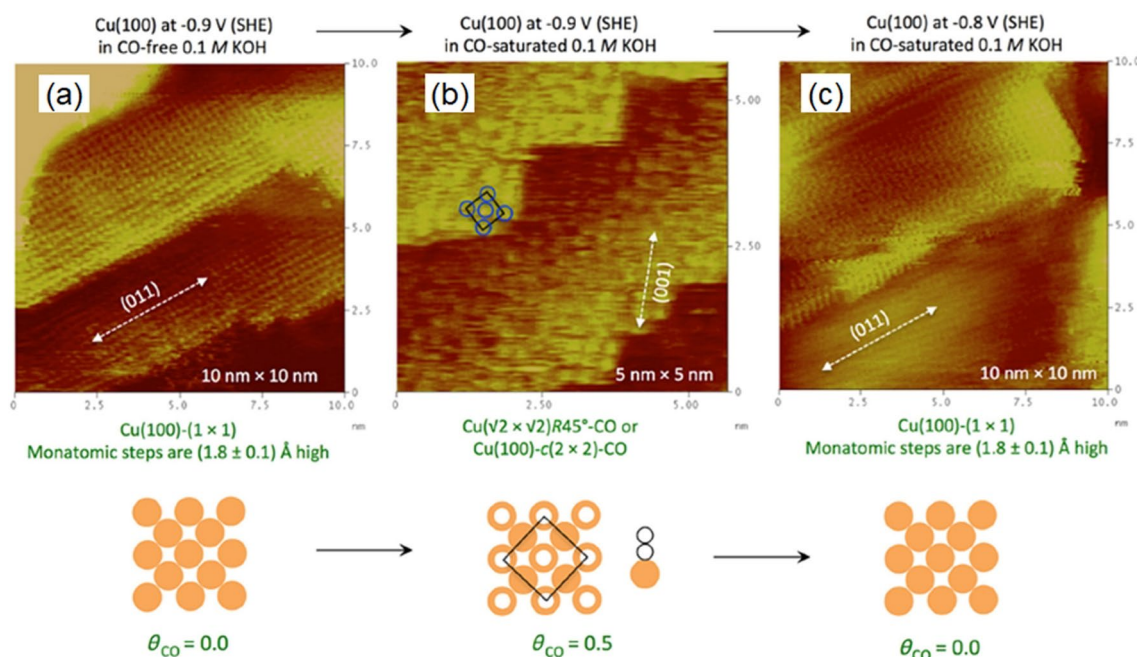 Cu(100) at -0.9 V (SHE)
in CO-free 0.1 M KOH
Cu(100) at -0.9 V (SHE)
in CO-saturated 0.1 M KOH
Cu(100) at -0.8 V (SHE)
in CO-saturated 0.1 M KOH
(a)
(011)
10 nm × 10 nm
10.0
7.5
5.0
2.5
0
0
2.5
5.0
7.5
10.0
nm
(b)
(001)
5 nm × 5 nm
5.00
2.50
0
0
2.50
5.00
nm
(c)
(011)
10 nm × 10 nm
10.0
7.5
5.0
2.5
0
0
2.5
5.0
7.5
10.0
nm
Cu(100)-(1 × 1)
Monatomic steps are (1.8 ± 0.1) Å high
Cu(√2 × √2)R45°-CO or
Cu(100)-c(2 × 2)-CO
Cu(100)-(1 × 1)
Monatomic steps are (1.8 ± 0.1) Å high
θCO = 0.0
θCO = 0.5
θCO = 0.0